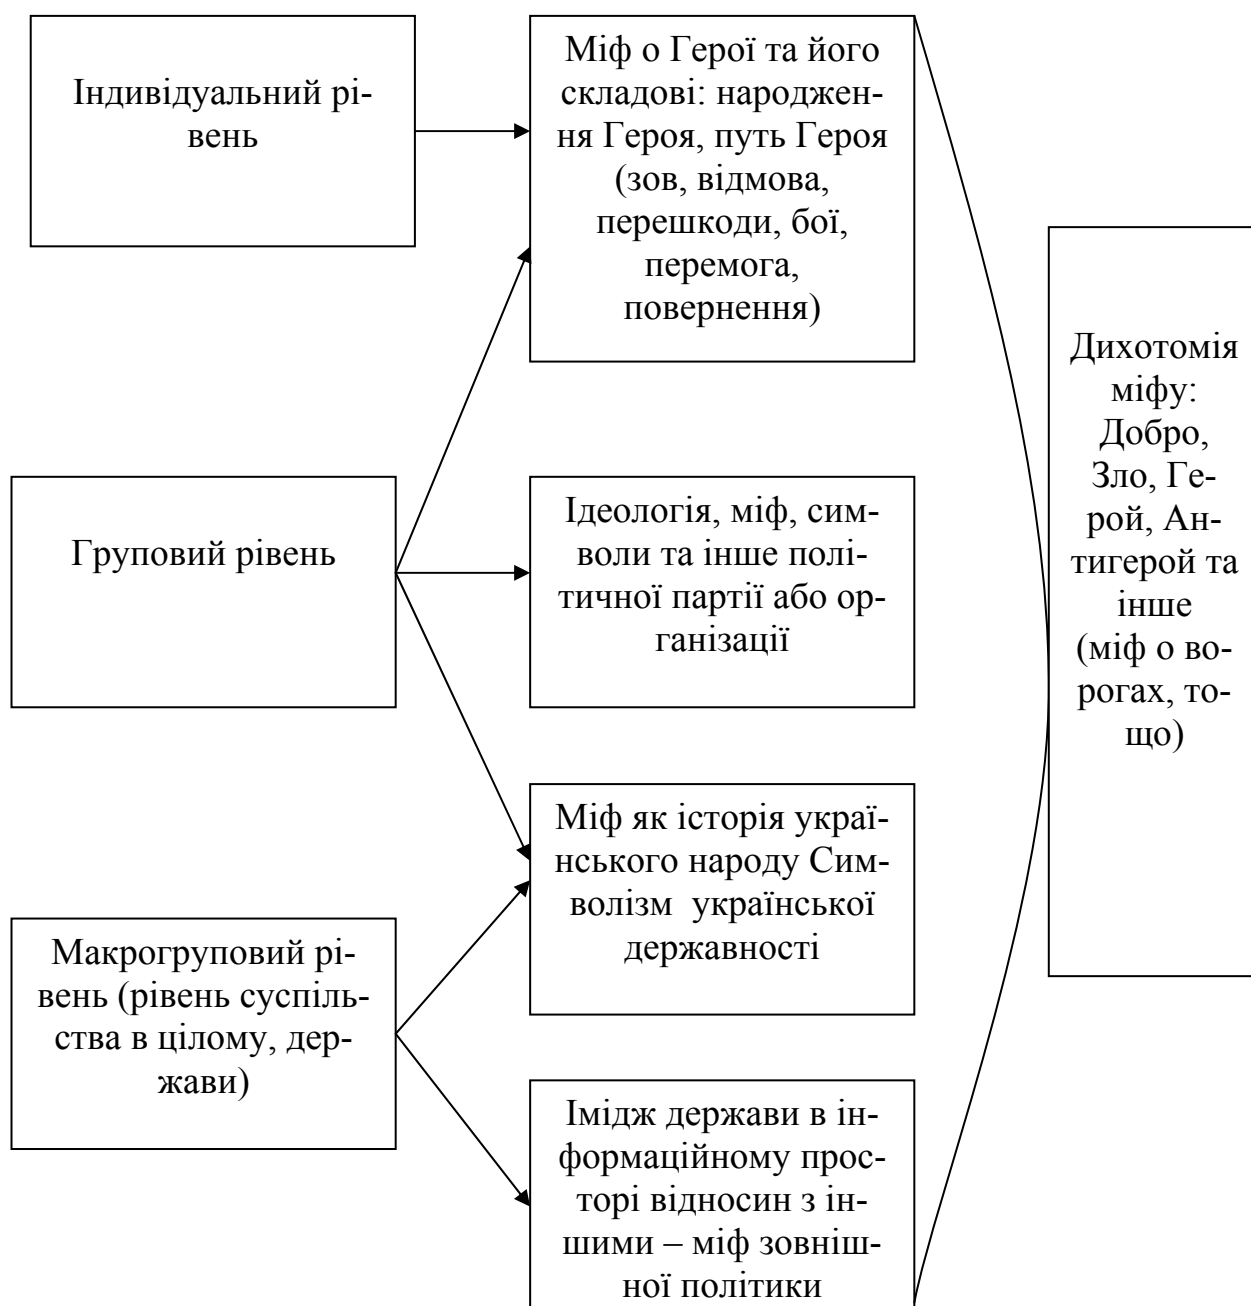 Індивідуальний рі-
вень
Міф о Герої та його
складові: народжен-
ня Героя, путь Героя
(зов, відмова,
перешкоди, бої,
перемога,
повернення)
Груповий рівень
Ідеологія, міф, сим-
воли та інше полі-
тичної партії або ор-
ганізації
Міф як історія украї-
нського народу Сим-
волізм української
державності
Макрогруповий рі-
вень (рівень суспіль-
ства в цілому, дер-
жави)
Імідж держави в ін-
формаційному прос-
торі відносин з ін-
шими – міф зовніш-
ної політики
Дихотомія
міфу:
Добро,
Зло, Ге-
рой, Ан-
тигерой та
інше
(міф о во-
рогах, то-
що)